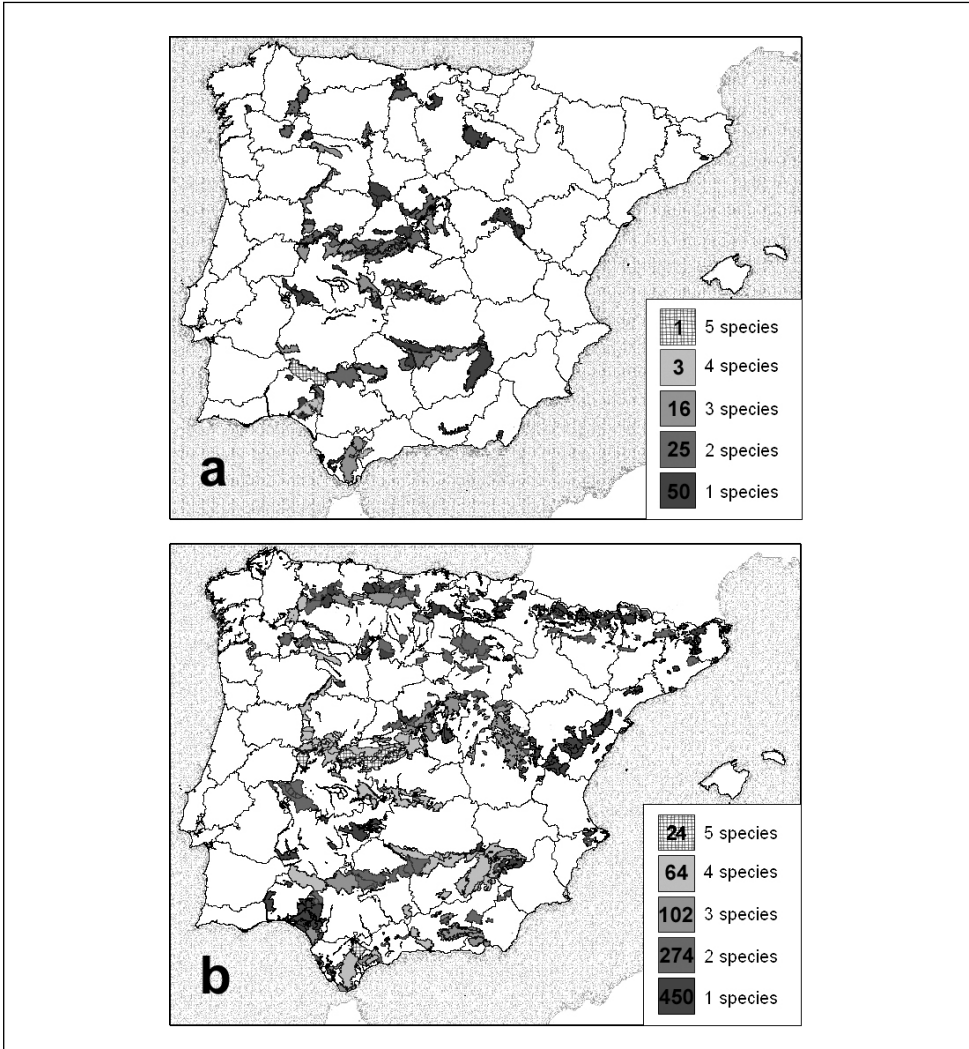 1 5 species
3 4 species
16 3 species
25 2 species
50 1 species
a
24 5 species
64 4 species
102 3 species
274 2 species
450 1 species
b